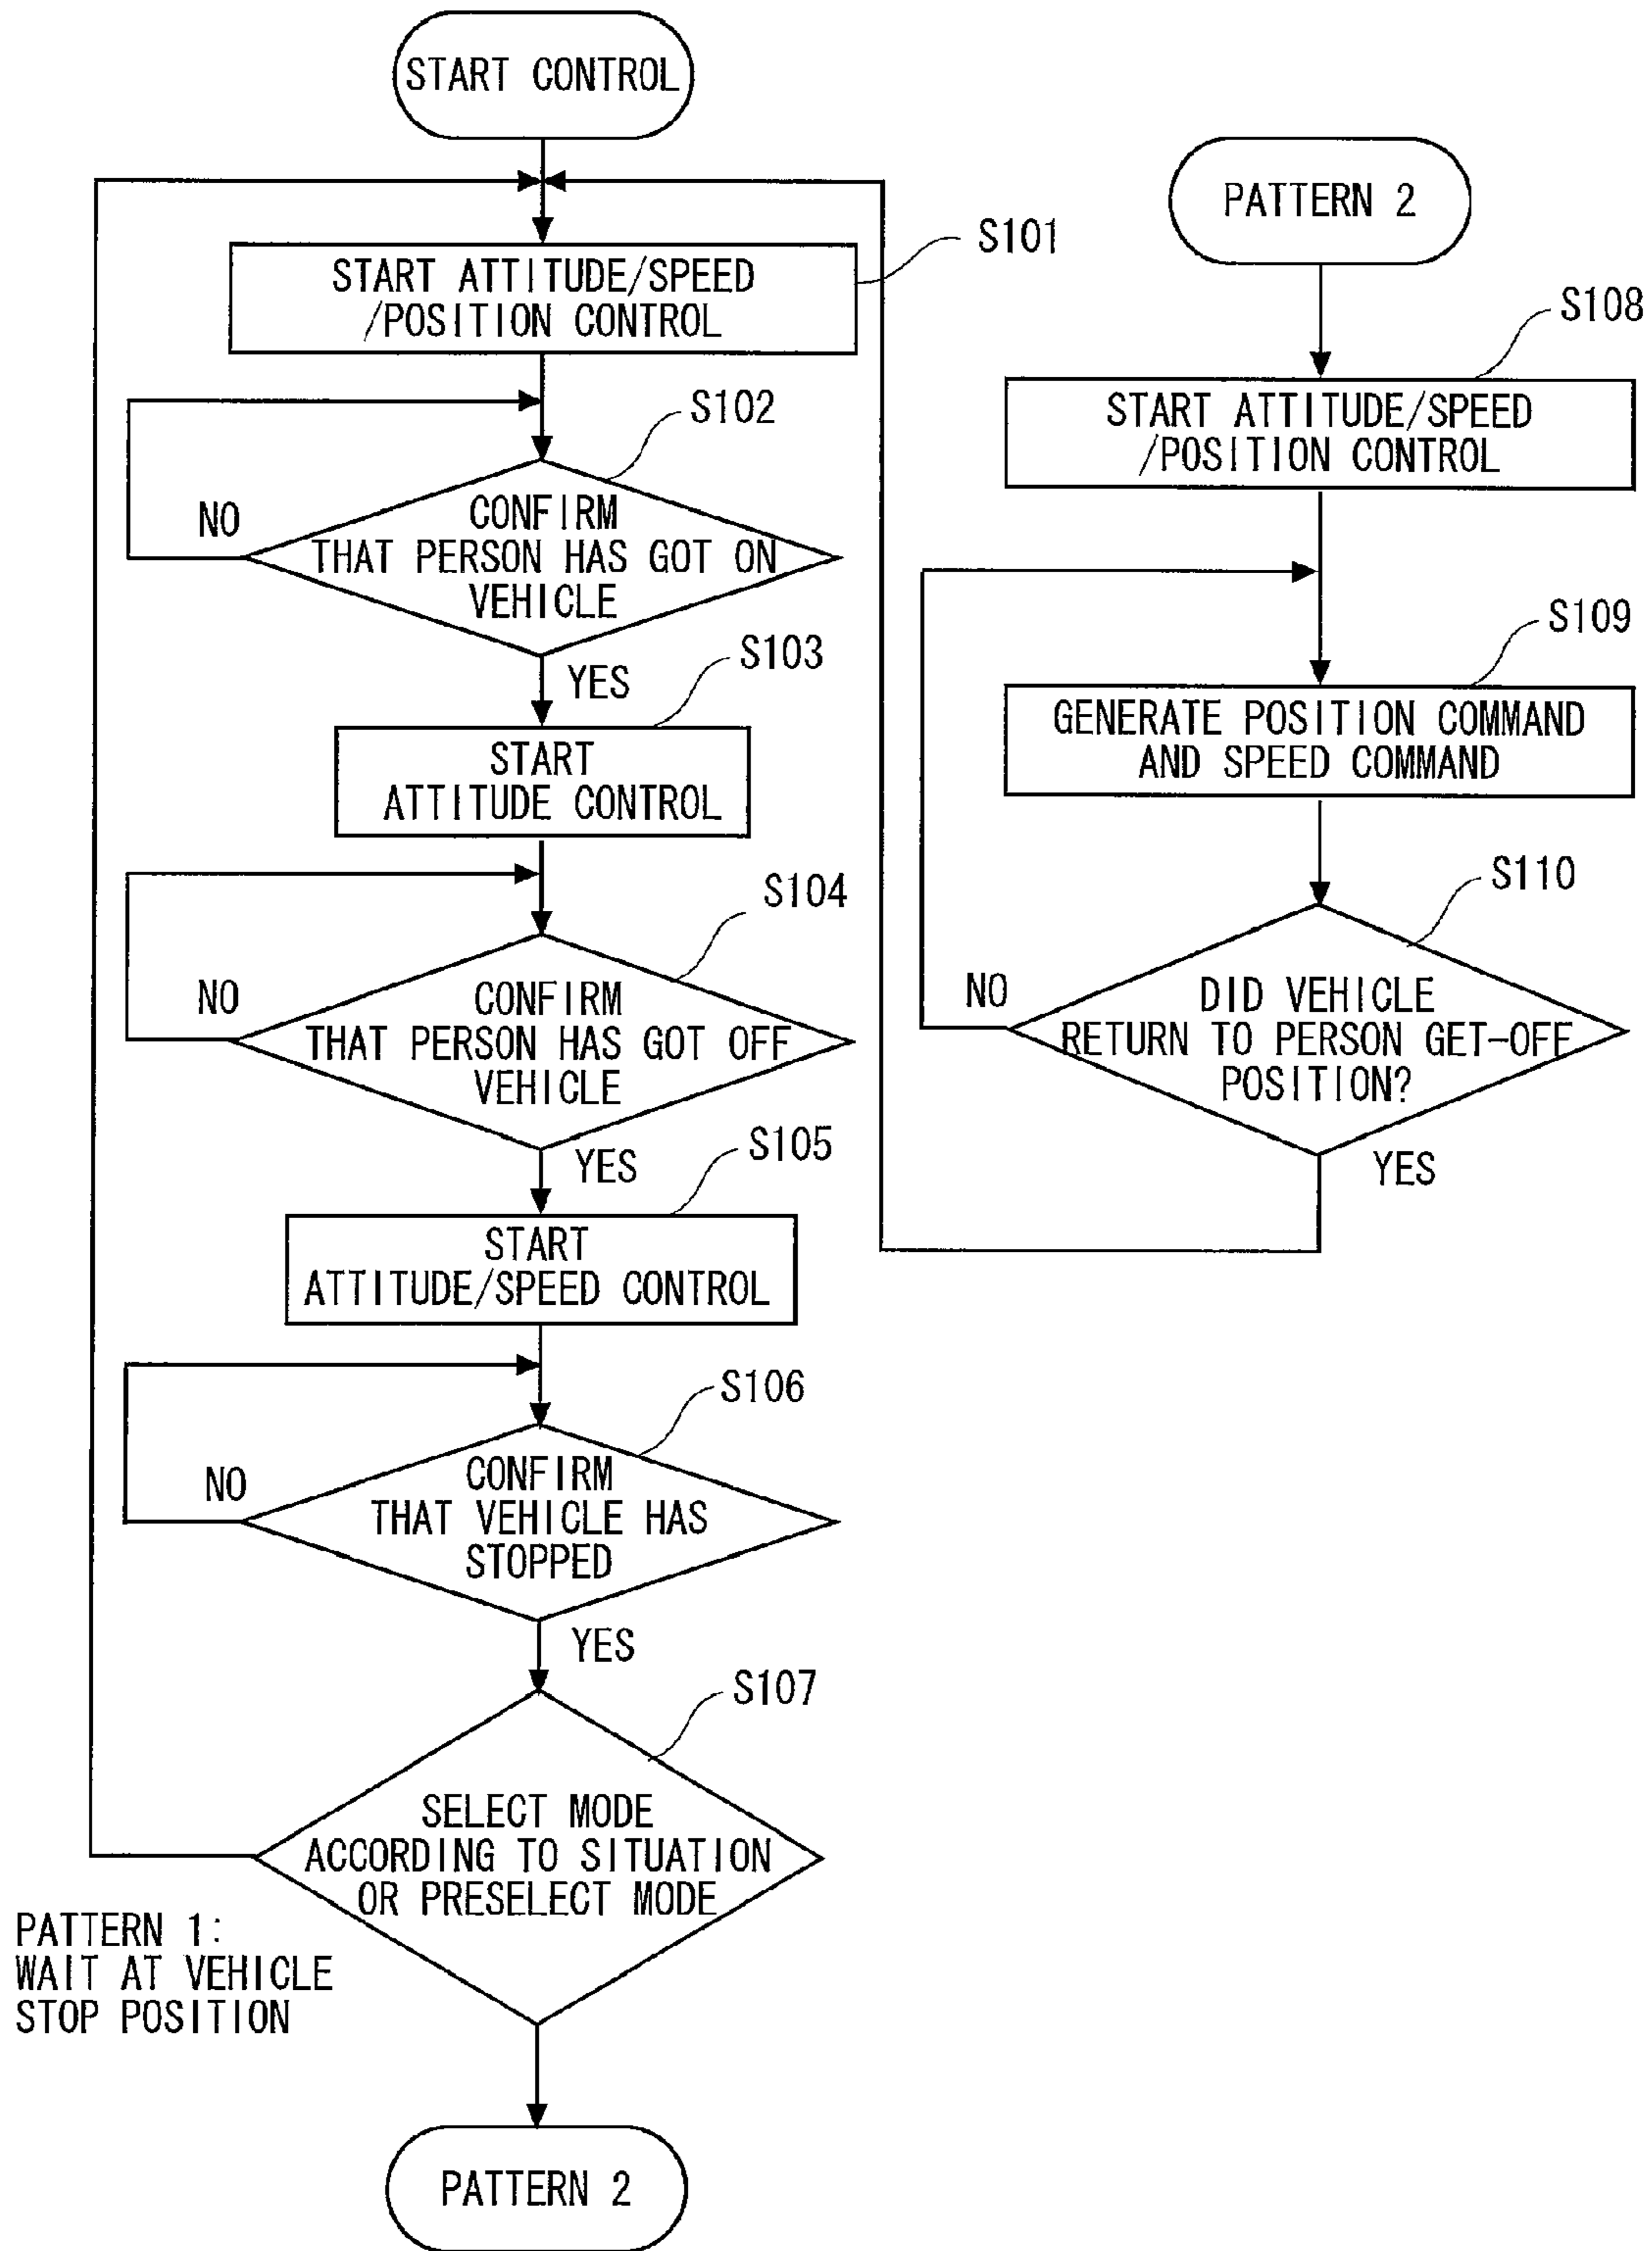 START CONTROL
S101
START ATTITUDE/SPEED
/POSITION CONTROL
S102
CONFIRM
THAT PERSON HAS GOT ON
VEHICLE
NO
YES
S103
START
ATTITUDE CONTROL
S104
CONFIRM
THAT PERSON HAS GOT OFF
VEHICLE
NO
YES
S105
START
ATTITUDE/SPEED CONTROL
S106
CONFIRM
THAT VEHICLE HAS
STOPPED
NO
YES
S107
SELECT MODE
ACCORDING TO SITUATION
OR PRESELECT MODE
PATTERN 1:
WAIT AT VEHICLE
STOP POSITION
PATTERN 2
PATTERN 2
S108
START ATTITUDE/SPEED
/POSITION CONTROL
S109
GENERATE POSITION COMMAND
AND SPEED COMMAND
S110
DID VEHICLE
RETURN TO PERSON GET-OFF
POSITION?
NO
YES